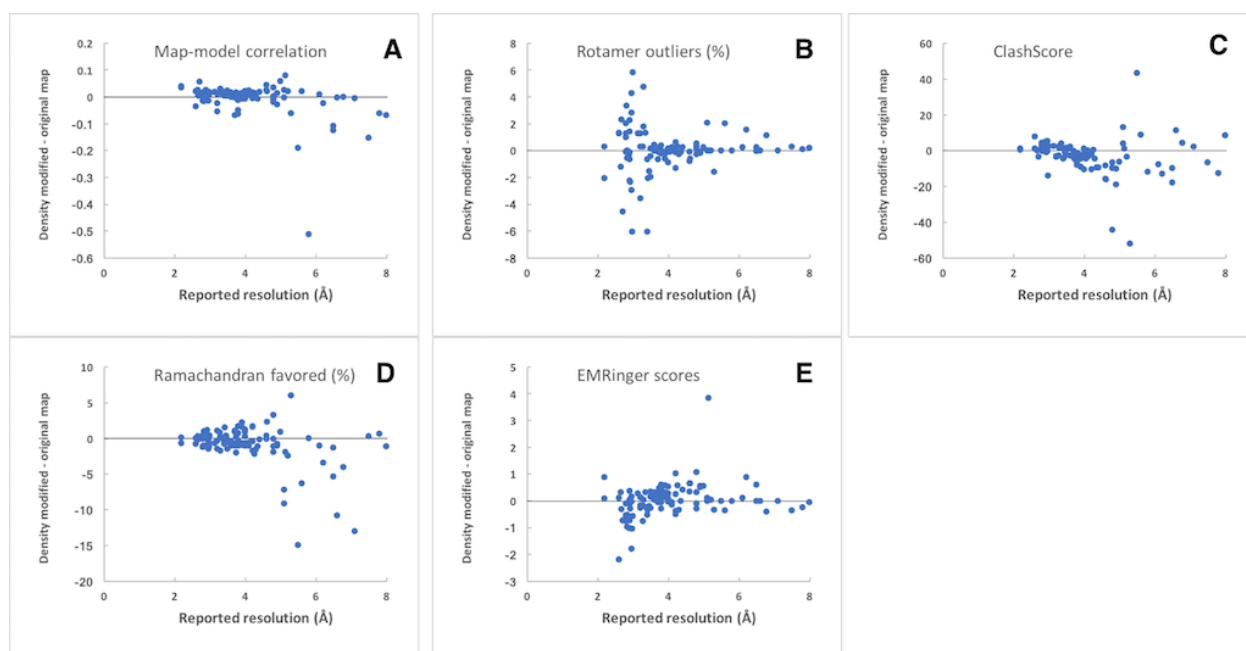 Map-model correlation
A
Density modified - original map
0.2
0.1
0
-0.1
-0.2
-0.3
-0.4
-0.5
-0.6
0 2 4 6 8
Reported resolution (Å)
Rotamer outliers (%)
B
Density modified - original map
8
6
4
2
0
-2
-4
-6
-8
0 2 4 6 8
Reported resolution (Å)
ClashScore
C
Density modified - original map
60
40
20
0
-20
-40
-60
0 2 4 6 8
Reported resolution (Å)
Ramachandran favored (%)
D
Density modified - original map
10
5
0
-5
-10
-15
-20
0 2 4 6 8
Reported resolution (Å)
EMRinger scores
E
Density modified - original map
5
4
3
2
1
0
-1
-2
-3
0 2 4 6 8
Reported resolution (Å)